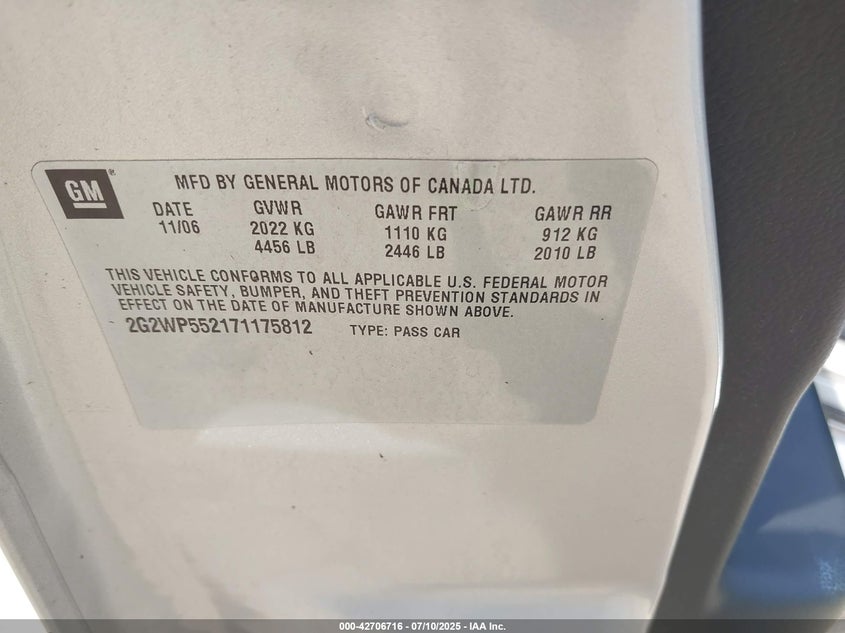 GM®
MFD BY GENERAL MOTORS OF CANADA LTD.
DATE GVWR GAWR FRT GAWR RR
11/06 2022 KG 1110 KG 912 KG
4456 LB 2446 LB 2010 LB
THIS VEHICLE CONFORMS TO ALL APPLICABLE U.S. FEDERAL MOTOR
VEHICLE SAFETY, BUMPER, AND THEFT PREVENTION STANDARDS IN
EFFECT ON THE DATE OF MANUFACTURE SHOWN ABOVE.
2G2WP552171175812 TYPE: PASS CAR
000-42706716 - 07/10/2025 - IAA Inc.